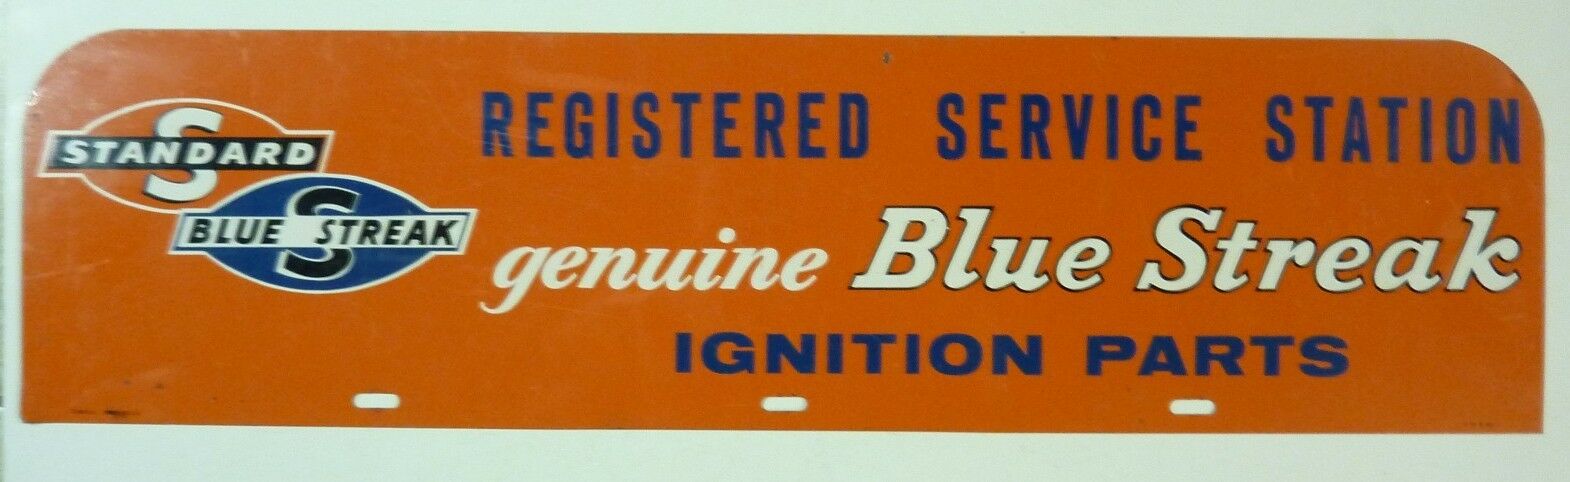 S
STANDARD
S
BLUE STREAK
REGISTERED SERVICE STATION
genuine Blue Streak
IGNITION PARTS